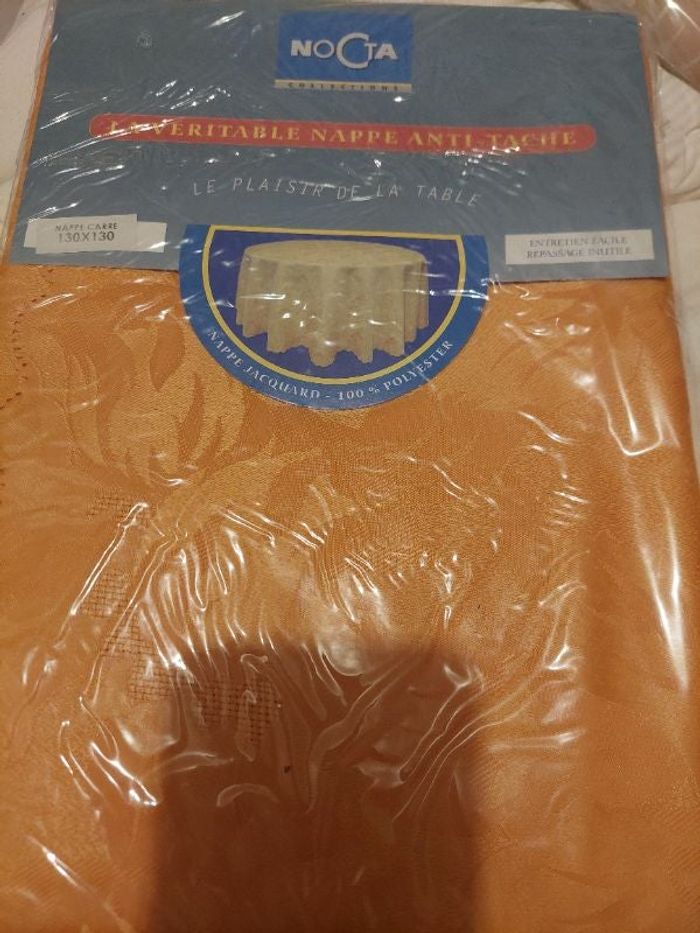 NOCTA
COLLECTIONS
LA VERITABLE NAPPE ANTI-TACHE
LE PLAISIR DE LA TABLE
NAPPE CARRE
130X130
ENTRETIEN FACILE
REPASSAGE INUTILE
NAPPE JACQUARD - 100 % POLYESTER